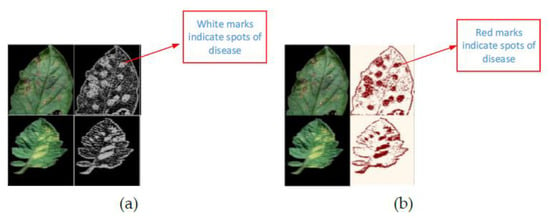 White marks
indicate spots of
disease
Red marks
indicate spots of
disease
(a)
(b)